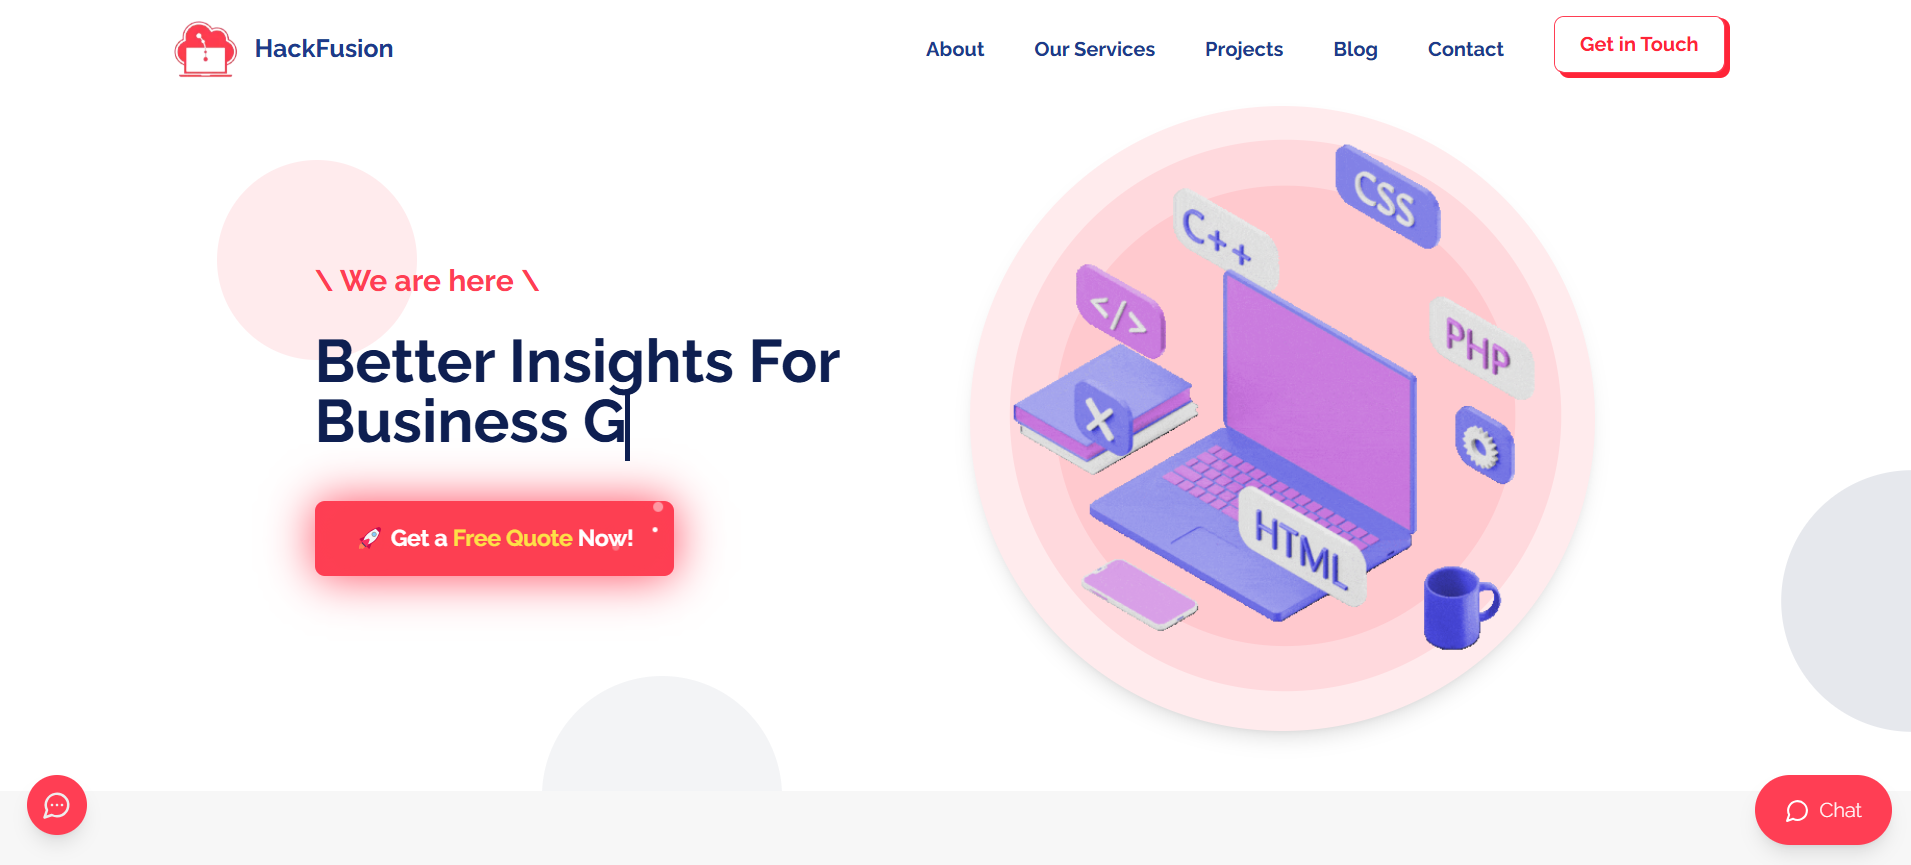 HackFusion
About
Our Services
Projects
Blog
Contact
Get in Touch
\ We are here \
Better Insights For
Business G
🚀 Get a Free Quote Now!
CSS
C++
</>
PHP
X
HTML
Chat